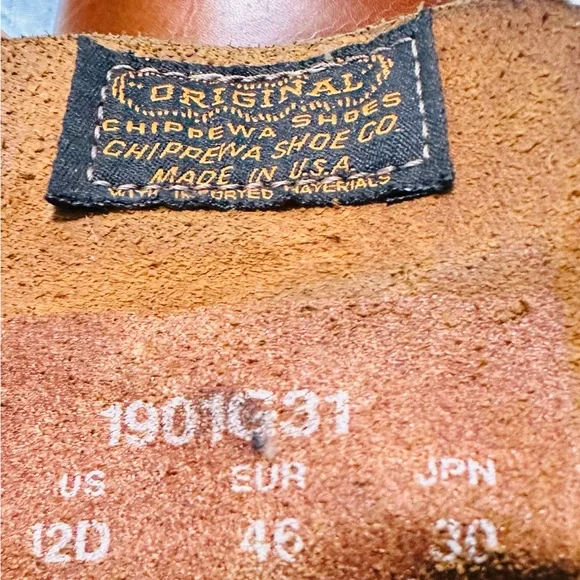 ORIGINAL
CHIPPEWA SHOES
CHIPPEWA SHOE CO.
MADE IN U.S.A
WITH IMPORTED MATERIALS
1901G31
US EUR JPN
12D 46 30